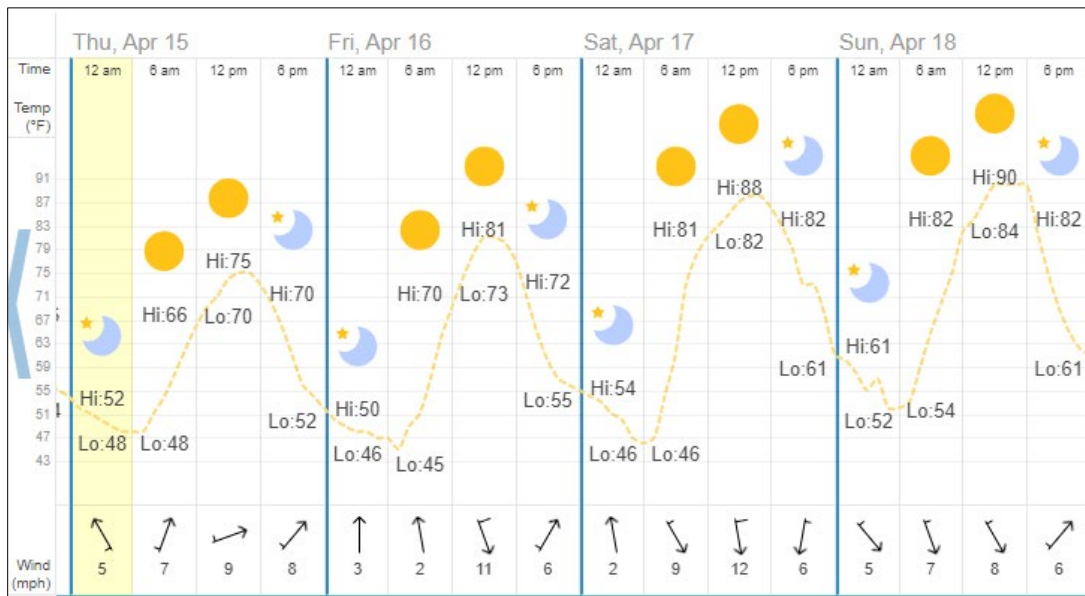 Thu, Apr 15 Fri, Apr 16 Sat, Apr 17 Sun, Apr 18
Time 12 am 6 am 12 pm 6 pm 12 am 6 am 12 pm 6 pm 12 am 6 am 12 pm 6 pm 12 am 6 am 12 pm 6 pm
Temp
(°F)
91
87
83
79
75
71
67
63
59
55
51
47
43
Hi:52
Lo:48
Hi:66
Lo:48
Hi:75
Lo:70
Hi:70
Lo:52
Hi:50
Lo:46
Hi:70
Lo:45
Hi:81
Lo:73
Hi:72
Lo:55
Hi:54
Lo:46
Hi:81
Lo:46
Hi:88
Lo:82
Hi:82
Lo:61
Hi:61
Lo:52
Hi:82
Lo:54
Hi:90
Lo:84
Hi:82
Lo:61
Wind
(mph)
5 7 9 8 3 2 11 6 2 9 12 6 5 7 8 6